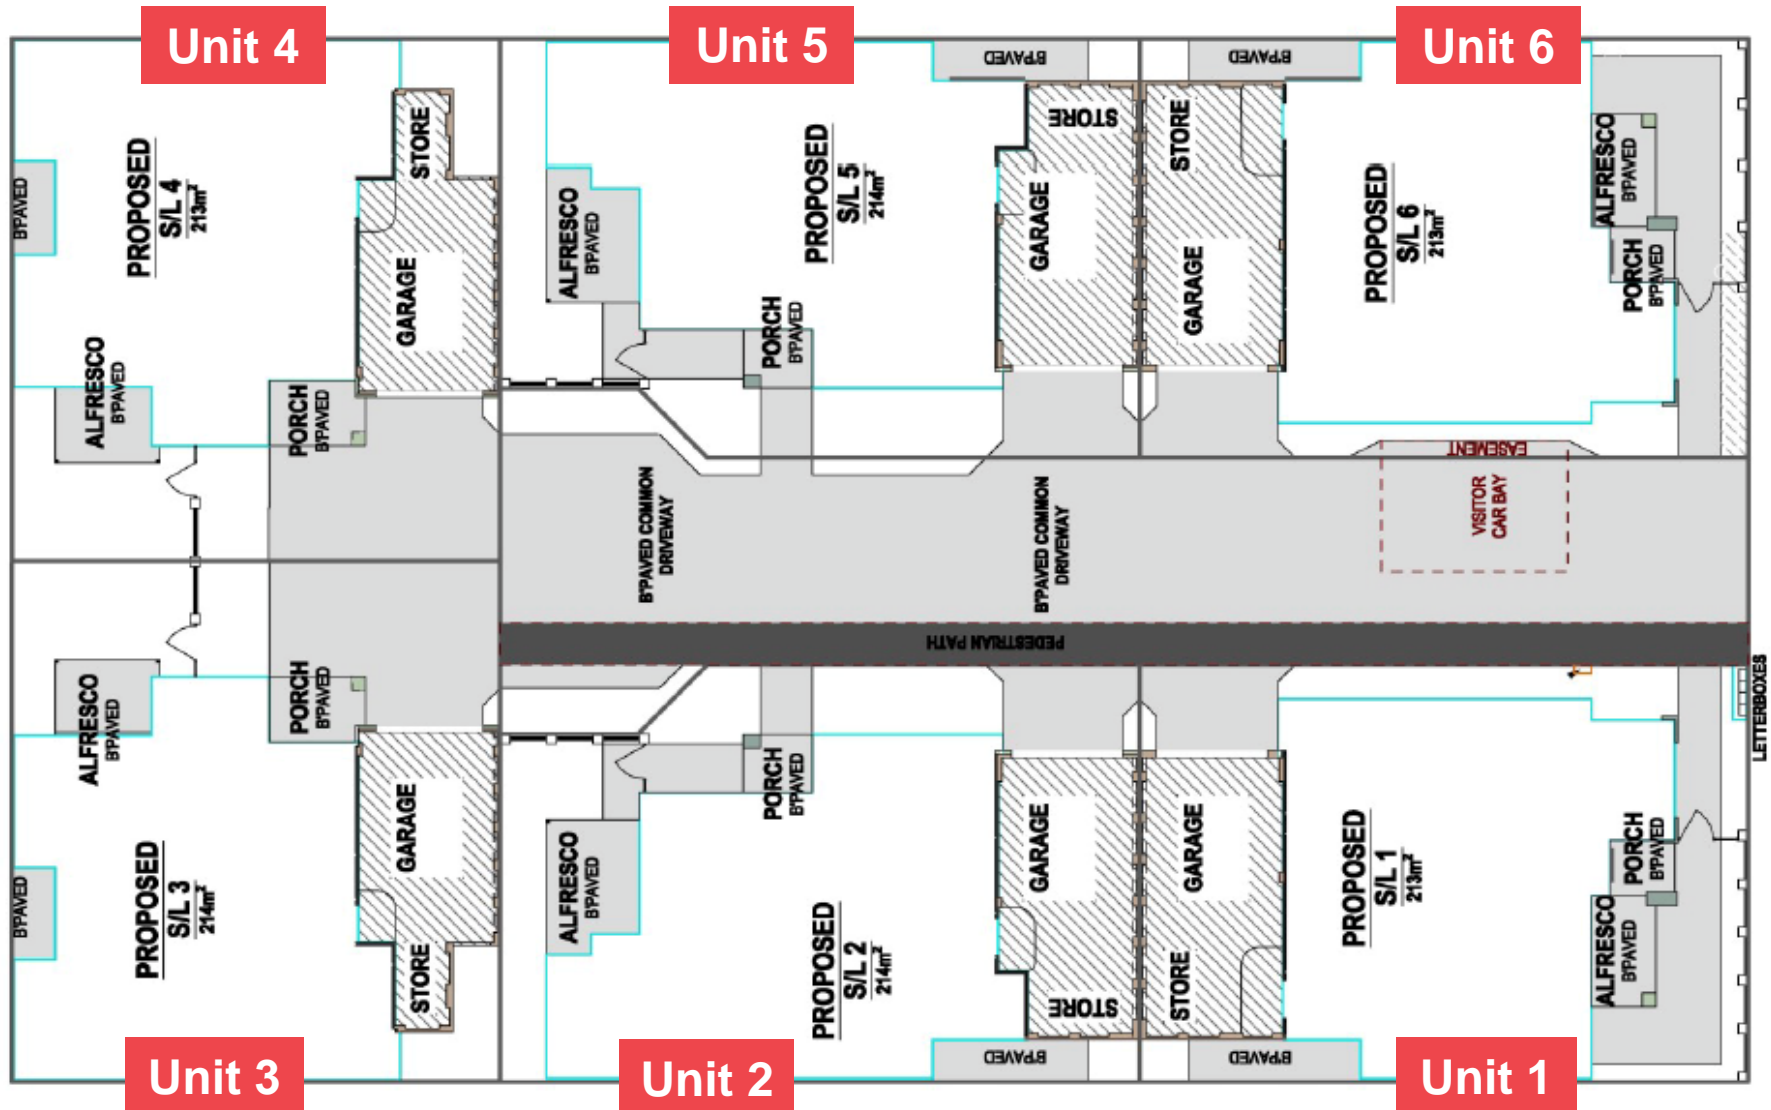 Unit 4
Unit 5
Unit 6
B'PAVED
B'PAVED
STORE
STORE
STORE
PROPOSED
S/L 4
213m²
PROPOSED
S/L 5
214m²
PROPOSED
S/L 6
213m²
B'PAVED
ALFRESCO
B'PAVED
ALFRESCO
B'PAVED
GARAGE
GARAGE
GARAGE
PORCH
B'PAVED
PORCH
B'PAVED
ALFRESCO
B'PAVED
PORCH
B'PAVED
EASEMENT
VISITOR
CAR BAY
B'PAVED COMMON
DRIVEWAY
B'PAVED COMMON
DRIVEWAY
PEDESTRIAN PATH
LETTERBOXES
ALFRESCO
B'PAVED
PORCH
B'PAVED
PORCH
B'PAVED
GARAGE
GARAGE
GARAGE
PORCH
B'PAVED
B'PAVED
PROPOSED
S/L 3
214m²
ALFRESCO
B'PAVED
PROPOSED
S/L 2
214m²
PROPOSED
S/L 1
213m²
ALFRESCO
B'PAVED
STORE
STORE
STORE
B'PAVED
B'PAVED
Unit 3
Unit 2
Unit 1